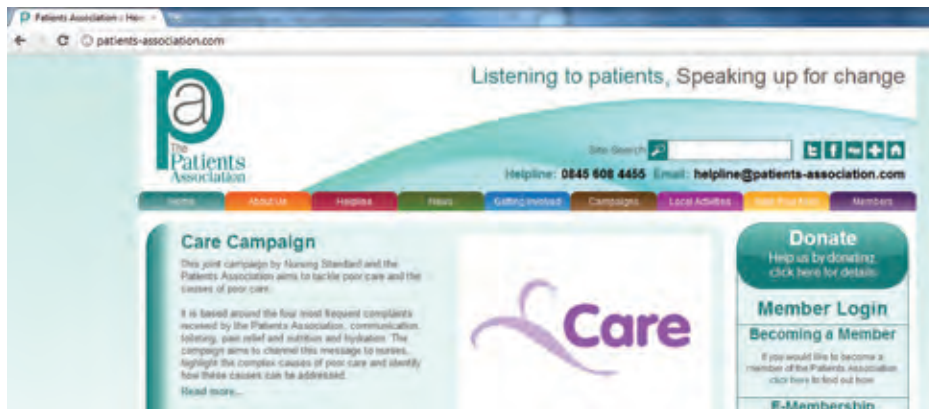 Patients Association : Hom
patients-association.com
Listening to patients, Speaking up for change
pa
The
Patients
Association
Site Search
Helpline: 0845 608 4455 Email: helpline@patients-association.com
Home About Us Helpline News Getting Involved Campaigns Local Activities Members
Care Campaign
This joint campaign by Nursing Standard and the
Patients Association aims to tackle poor care and the
causes of poor care.
It is based around the four most frequent complaints
received by the Patients Association, communication,
toileting, pain relief and nutrition and hydration. The
campaign aims to channel this message to nurses,
highlight the complex causes of poor care and identify
how these causes can be addressed.
Read more...
Care
Donate
Help us by donating
click here for details
Member Login
Becoming a Member
If you would like to become a
member of the Patients Association
click here to find out how
E-Membership